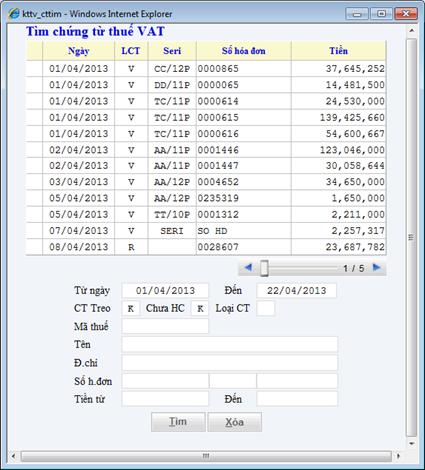 kttv_cttim - Windows Internet Explorer
Tìm chứng từ thuế VAT
Ngày LCT Seri Số hóa đơn Tiền
01/04/2013 V CC/12P 0000865 37,645,252
01/04/2013 V DD/11P 0000065 14,481,500
01/04/2013 V TC/11P 0000614 24,530,000
01/04/2013 V TC/11P 0000615 139,425,660
01/04/2013 V TC/11P 0000616 54,600,667
02/04/2013 V AA/11P 0001446 123,046,000
02/04/2013 V AA/11P 0001447 30,058,644
03/04/2013 V AA/12P 0004652 34,650,000
05/04/2013 V AA/12P 0235319 1,650,000
05/04/2013 V TT/10P 0001312 2,211,000
07/04/2013 V SERI SO HD 2,257,317
08/04/2013 R 0028607 23,687,782
1 / 5
Từ ngày 01/04/2013 Đến 22/04/2013
CT Treo K Chưa HC K Loại CT
Mã thuế
Tên
Đ.chỉ
Số h.đơn
Tiền từ Đến
Tìm Xóa